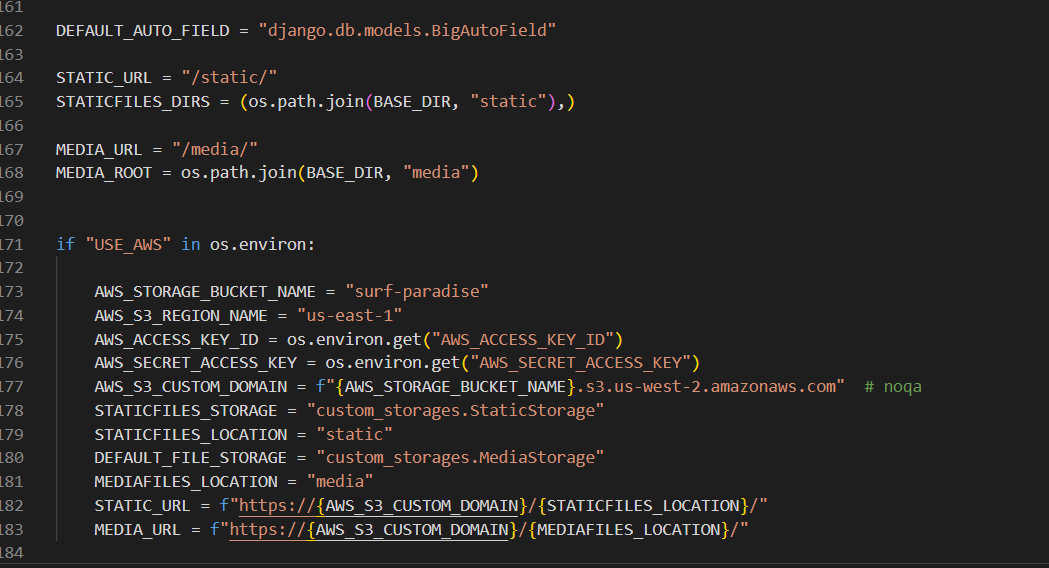 161
162 DEFAULT_AUTO_FIELD = "django.db.models.BigAutoField"
163
164 STATIC_URL = "/static/"
165 STATICFILES_DIRS = (os.path.join(BASE_DIR, "static"),)
166
167 MEDIA_URL = "/media/"
168 MEDIA_ROOT = os.path.join(BASE_DIR, "media")
169
170
171 if "USE_AWS" in os.environ:
172
173     AWS_STORAGE_BUCKET_NAME = "surf-paradise"
174     AWS_S3_REGION_NAME = "us-east-1"
175     AWS_ACCESS_KEY_ID = os.environ.get("AWS_ACCESS_KEY_ID")
176     AWS_SECRET_ACCESS_KEY = os.environ.get("AWS_SECRET_ACCESS_KEY")
177     AWS_S3_CUSTOM_DOMAIN = f"{AWS_STORAGE_BUCKET_NAME}.s3.us-west-2.amazonaws.com"  # noqa
178     STATICFILES_STORAGE = "custom_storages.StaticStorage"
179     STATICFILES_LOCATION = "static"
180     DEFAULT_FILE_STORAGE = "custom_storages.MediaStorage"
181     MEDIAFILES_LOCATION = "media"
182     STATIC_URL = f"https://{AWS_S3_CUSTOM_DOMAIN}/{STATICFILES_LOCATION}/"
183     MEDIA_URL = f"https://{AWS_S3_CUSTOM_DOMAIN}/{MEDIAFILES_LOCATION}/"
184